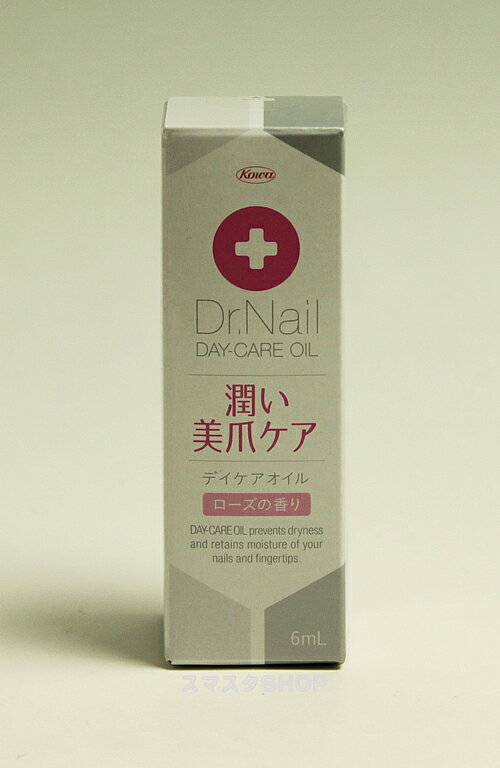 Kowa
Dr.Nail
DAY-CARE OIL
潤い
美爪ケア
デイケアオイル
ローズの香り
DAY-CARE OIL prevents dryness
and retains moisture of your
nails and fingertips.
6mL
スマ.スタSHOP